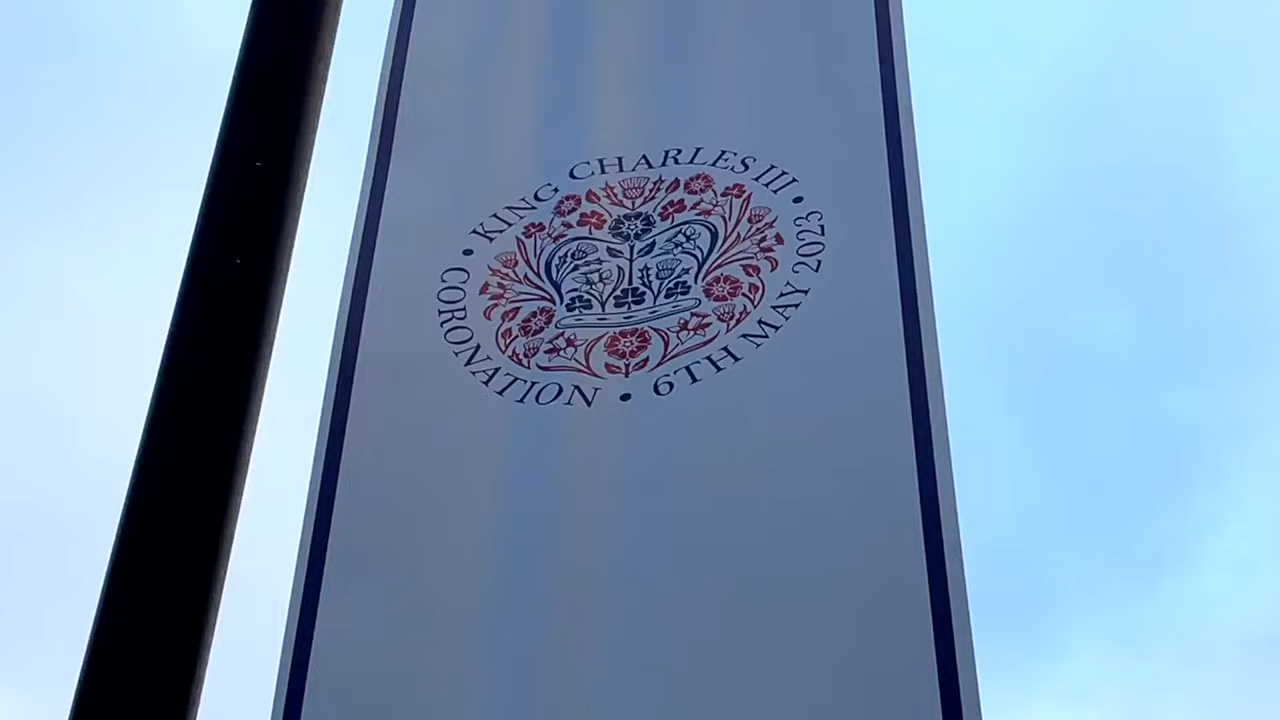 • KING CHARLES III •
CORONATION • 6TH MAY 2023